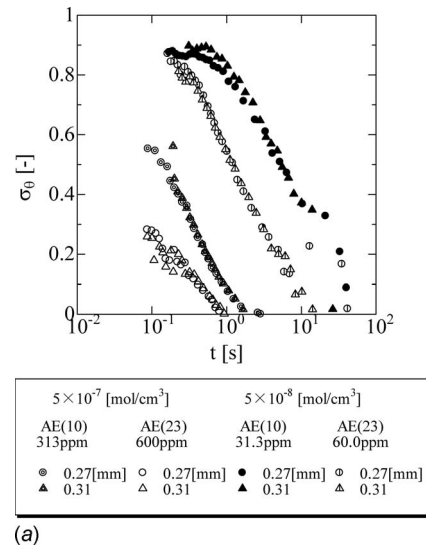 1
0.8
0.6
0.4
0.2
0
σθ [-]
10⁻² 10⁻¹ 10⁰ 10¹ 10²
t [s]
5×10⁻⁷ [mol/cm³] 5×10⁻⁸ [mol/cm³]
AE(10) AE(23) AE(10) AE(23)
313ppm 600ppm 31.3ppm 60.0ppm
0.27[mm] 0.27[mm] 0.27[mm] 0.27[mm]
0.31 0.31 0.31 0.31
(a)